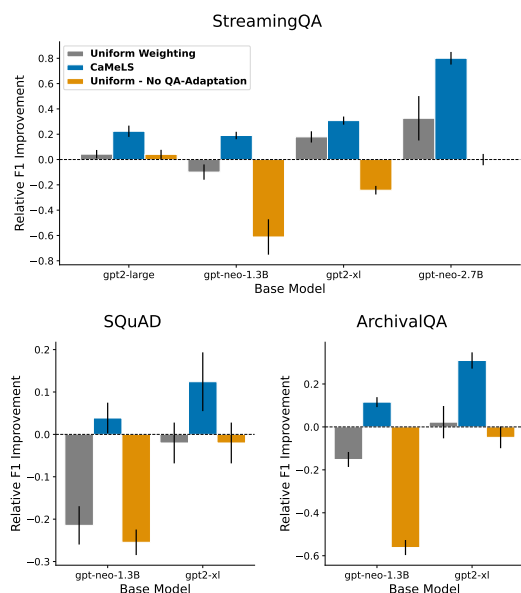 StreamingQA
Relative F1 Improvement
0.8
0.6
0.4
0.2
0.0
−0.2
−0.4
−0.6
−0.8
Uniform Weighting
CaMeLS
Uniform - No QA-Adaptation
gpt2-large gpt-neo-1.3B gpt2-xl gpt-neo-2.7B
Base Model
SQuAD
Relative F1 Improvement
0.2
0.1
0.0
−0.1
−0.2
−0.3
gpt-neo-1.3B gpt2-xl
Base Model
ArchivalQA
Relative F1 Improvement
0.2
0.0
−0.2
−0.4
−0.6
gpt-neo-1.3B gpt2-xl
Base Model